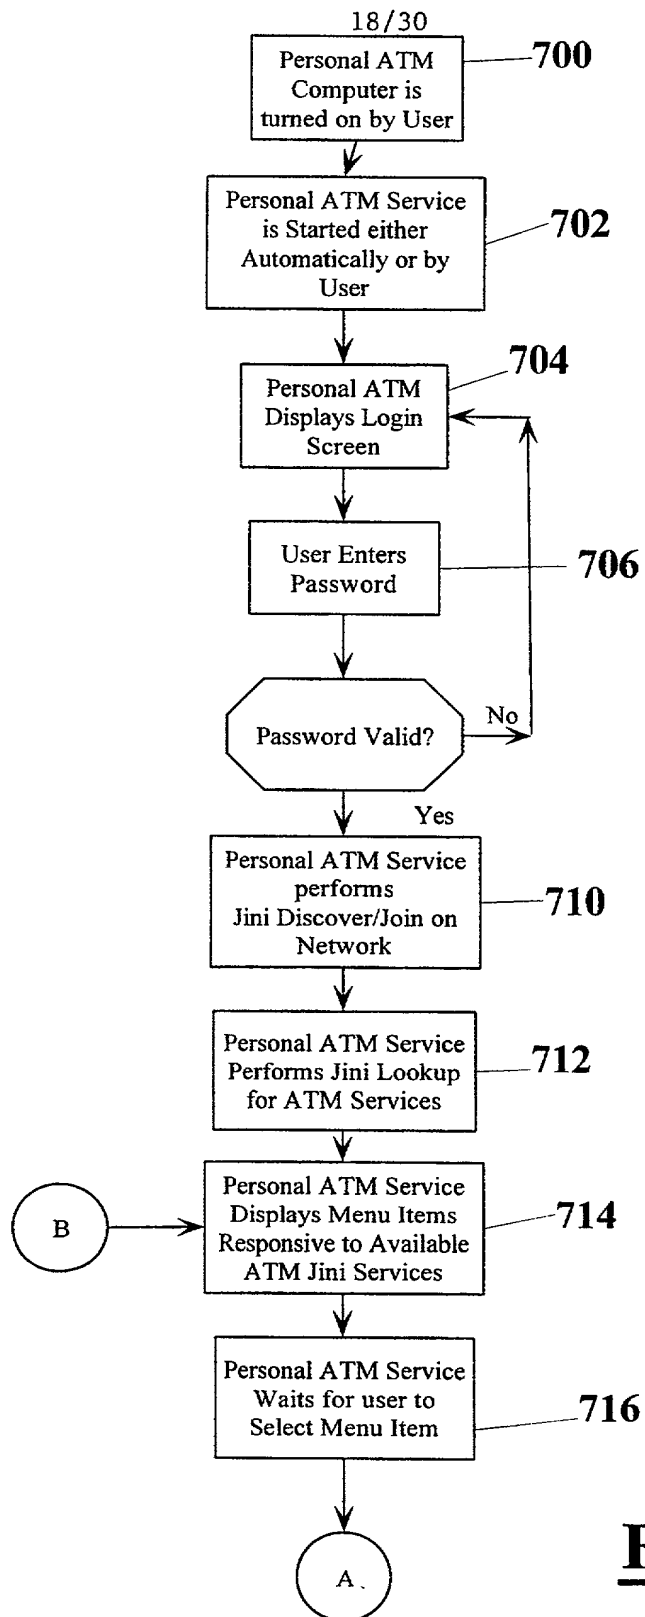 18/30
Personal ATM
Computer is
turned on by User
700
Personal ATM Service
is Started either
Automatically or by
User
702
Personal ATM
Displays Login
Screen
704
User Enters
Password
706
Password Valid?
No
Yes
Personal ATM Service
performs
Jini Discover/Join on
Network
710
Personal ATM Service
Performs Jini Lookup
for ATM Services
712
B
Personal ATM Service
Displays Menu Items
Responsive to Available
ATM Jini Services
714
Personal ATM Service
Waits for user to
Select Menu Item
716
A